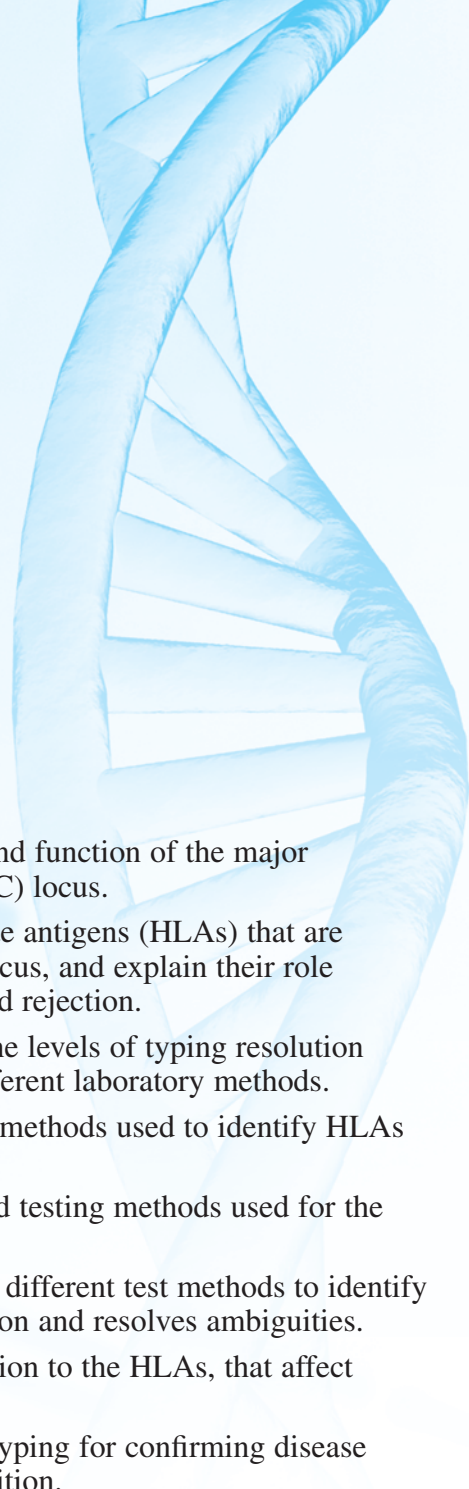 nd function of the major
C) locus.
e antigens (HLAs) that are
cus, and explain their role
d rejection.
ne levels of typing resolution
ferent laboratory methods.
methods used to identify HLAs
d testing methods used for the
different test methods to identify
on and resolves ambiguities.
ion to the HLAs, that affect
yping for confirming disease
ition.